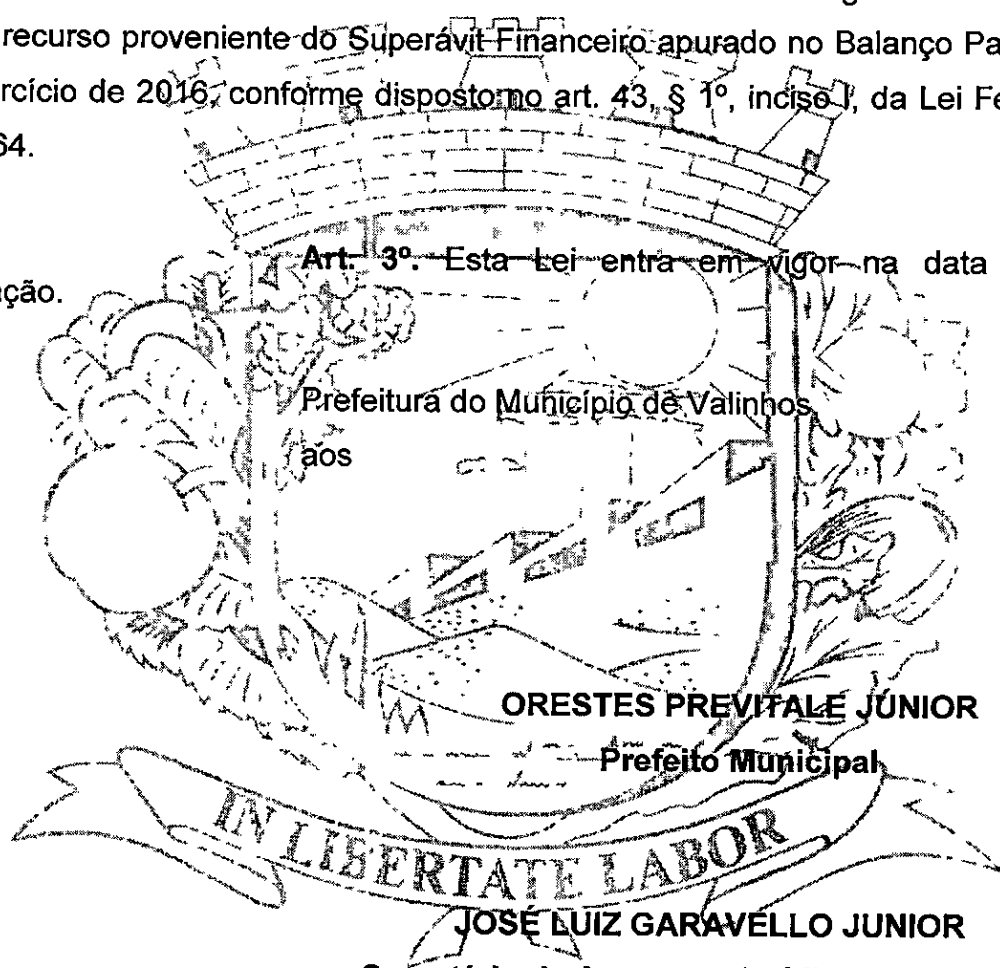 recurso proveniente do Superávit Financeiro apurado no Balanço Pa
rcício de 2016, conforme disposto no art. 43, § 1º, inciso I, da Lei Fe
64.
Art. 3º. Esta Lei entra em vigor na data
ação.
Prefeitura do Município de Valinhos,
aos
ORESTES PREVITALE JÚNIOR
Prefeito Municipal
IN LIBERTATE LABOR
JOSÉ LUIZ GARAVELLO JUNIOR